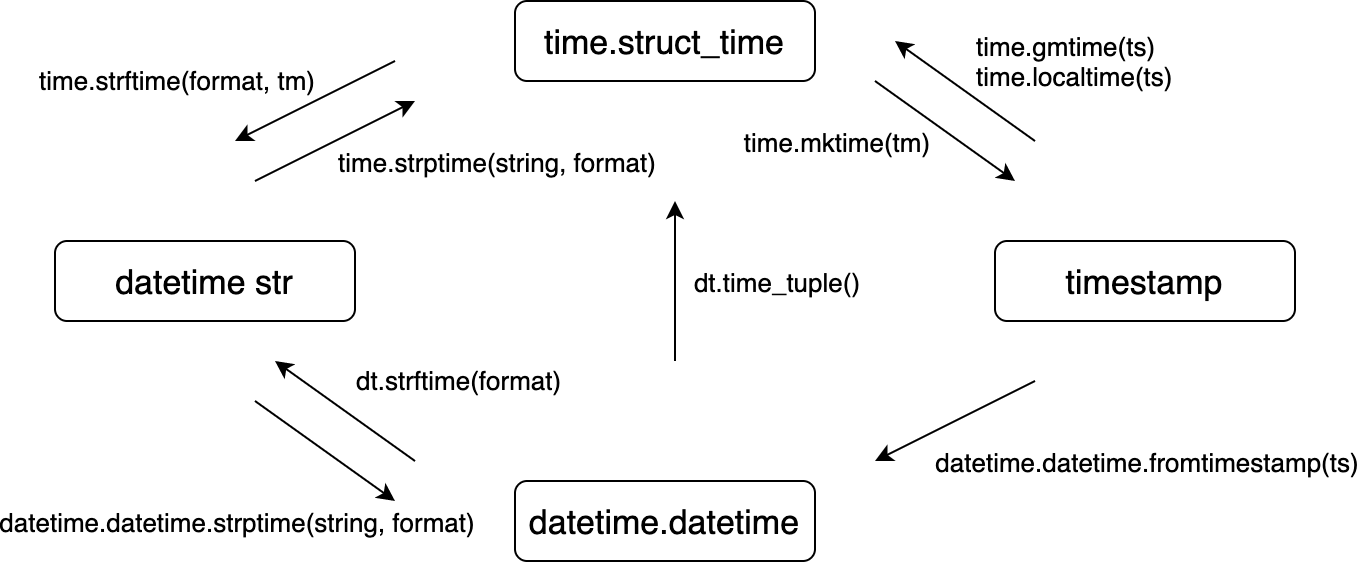 time.struct_time
time.gmtime(ts)
time.localtime(ts)
time.strftime(format, tm)
time.mktime(tm)
time.strptime(string, format)
datetime str
dt.time_tuple()
timestamp
dt.strftime(format)
datetime.datetime.fromtimestamp(ts)
datetime.datetime.strptime(string, format)
datetime.datetime